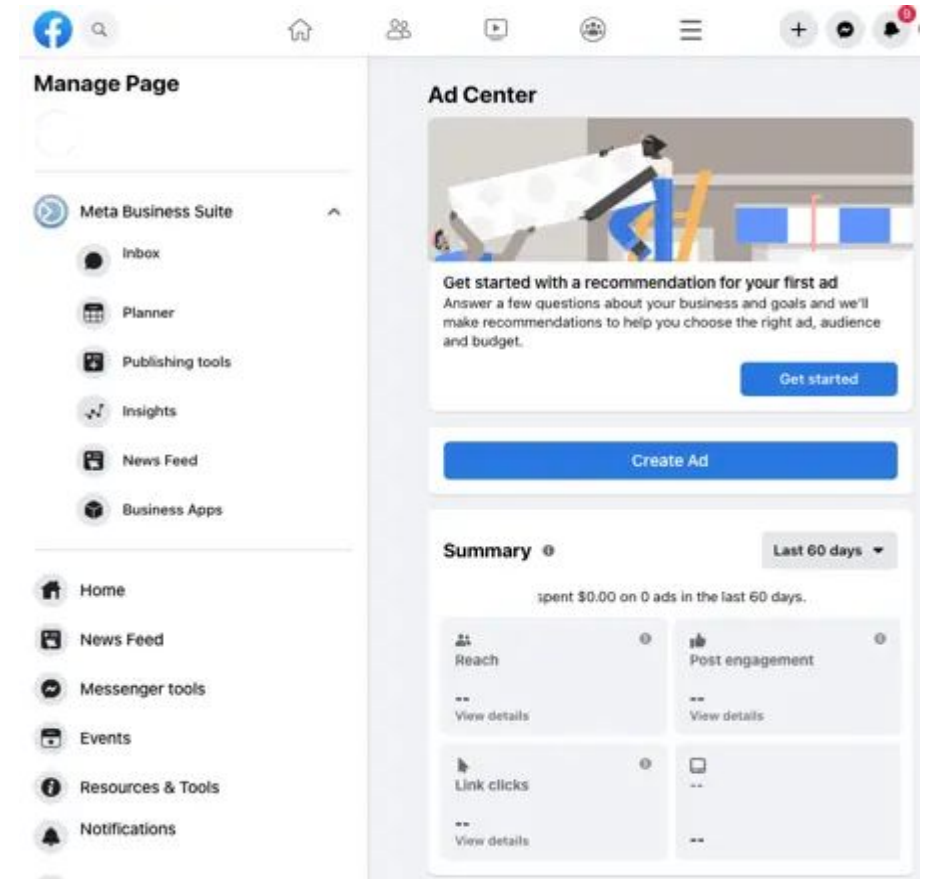 9
Manage Page
Meta Business Suite
Inbox
Planner
Publishing tools
Insights
News Feed
Business Apps
Home
News Feed
Messenger tools
Events
Resources & Tools
Notifications
Ad Center
Get started with a recommendation for your first ad
Answer a few questions about your business and goals and we'll
make recommendations to help you choose the right ad, audience
and budget.
Get started
Create Ad
Summary
Last 60 days
spent $0.00 on 0 ads in the last 60 days.
Reach
--
View details
Post engagement
--
View details
Link clicks
--
View details
--
--